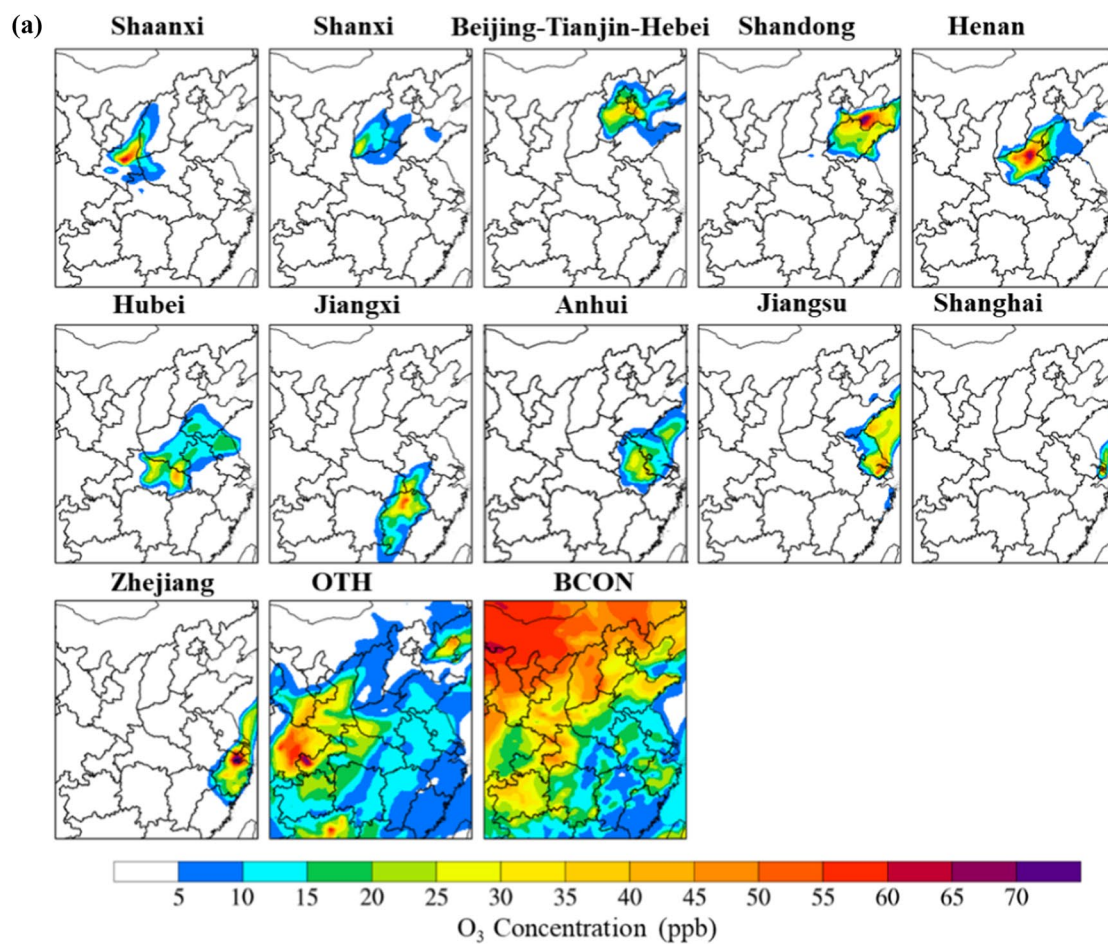 (a)
Shaanxi Shanxi Beijing-Tianjin-Hebei Shandong Henan
Hubei Jiangxi Anhui Jiangsu Shanghai
Zhejiang OTH BCON
5 10 15 20 25 30 35 40 45 50 55 60 65 70
O₃ Concentration (ppb)